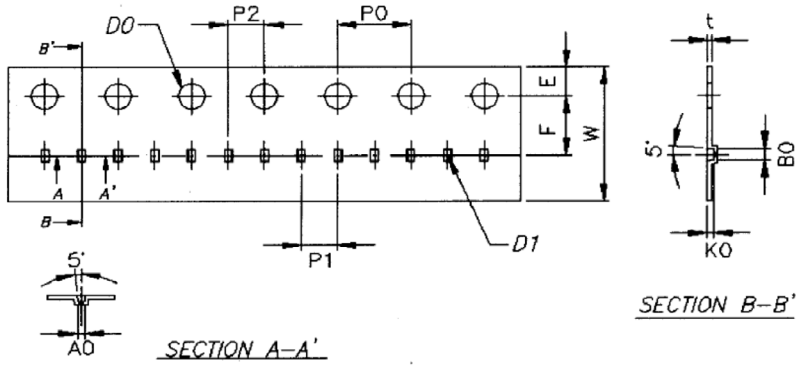 P2
P0
t
D0
B'
E
F
W
5'
B0
A
A'
B
P1
D1
K0
5'
A0
SECTION A-A'
SECTION B-B'